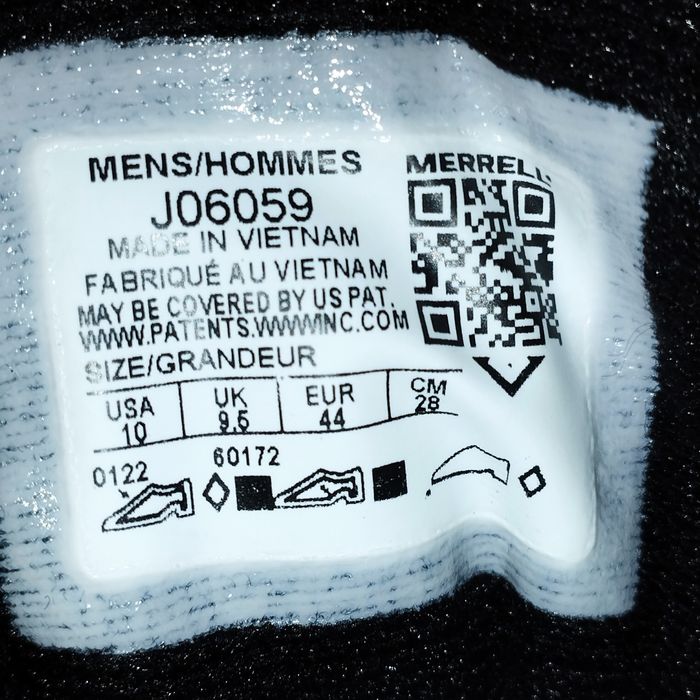 MENS/HOMMES
J06059
MADE IN VIETNAM
FABRIQUÉ AU VIETNAM
MAY BE COVERED BY US PAT.
WWW.PATENTS.WWWINC.COM
SIZE/GRANDEUR
USA UK EUR CM
10 9.5 44 28
0122 60172
MERRELL